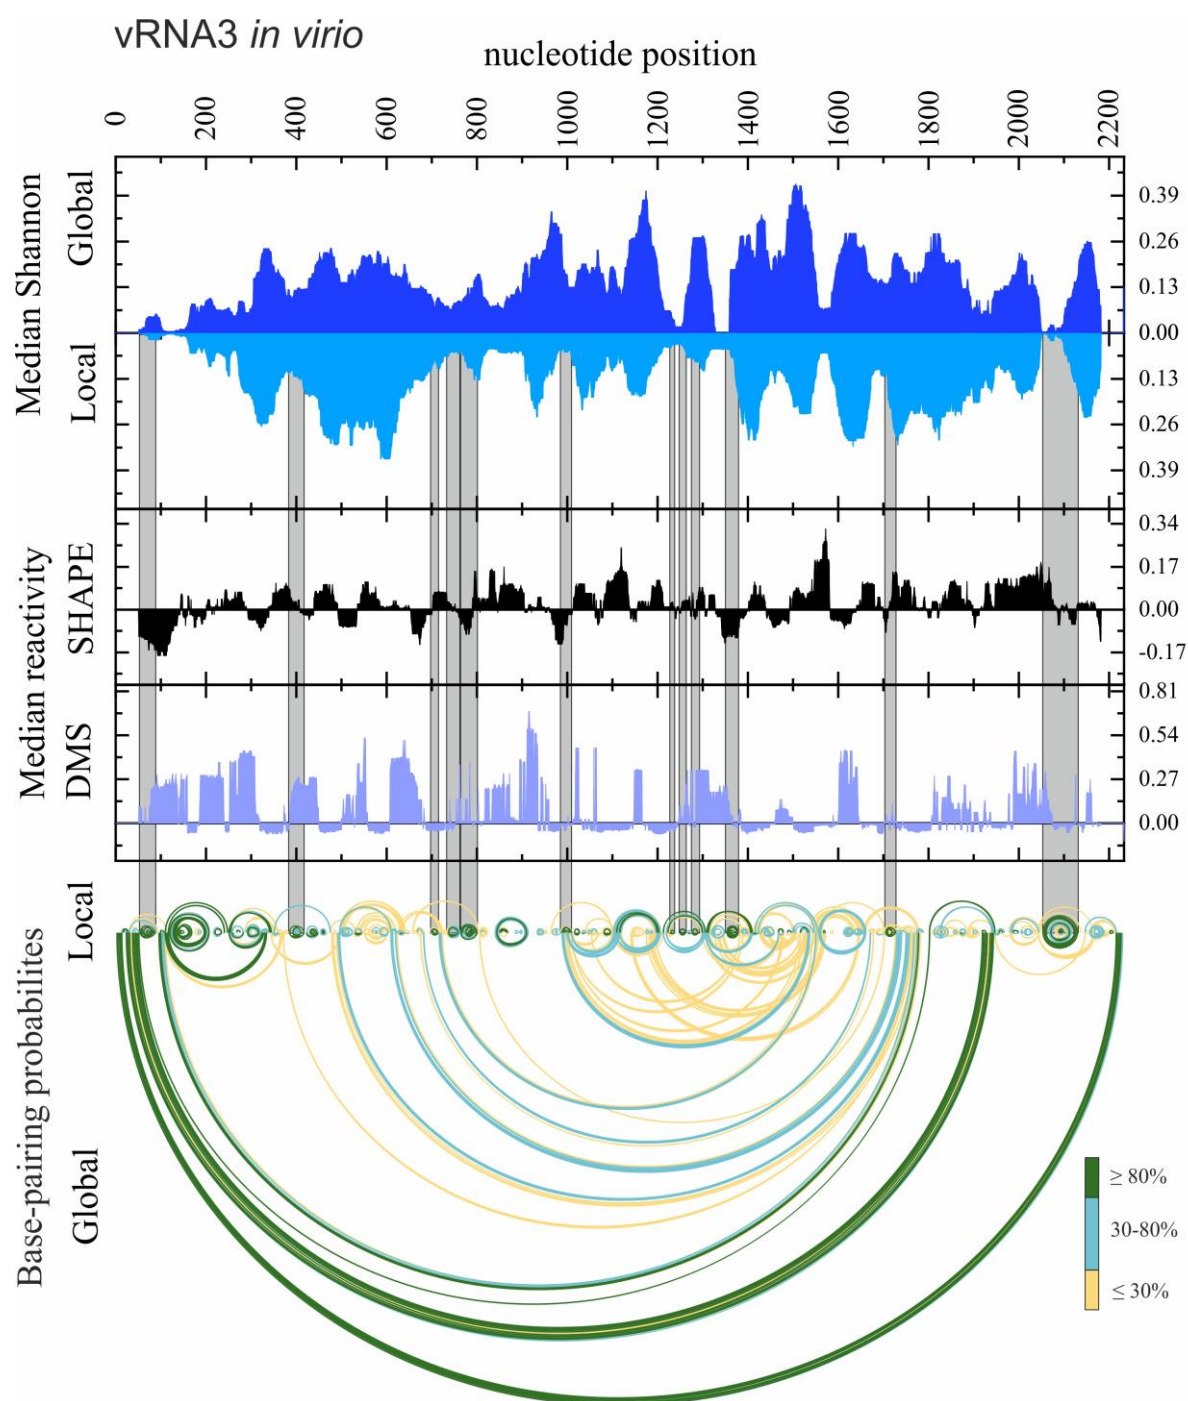 vRNA3 in virio
nucleotide position
0 200 400 600 800 1000 1200 1400 1600 1800 2000 2200
Median Shannon
Global
Local
0.39
0.26
0.13
0.00
0.13
0.26
0.39
Median reactivity
SHAPE
0.34
0.17
0.00
-0.17
DMS
0.81
0.54
0.27
0.00
Base-pairing probabilites
Local
Global
≥ 80%
30-80%
≤ 30%